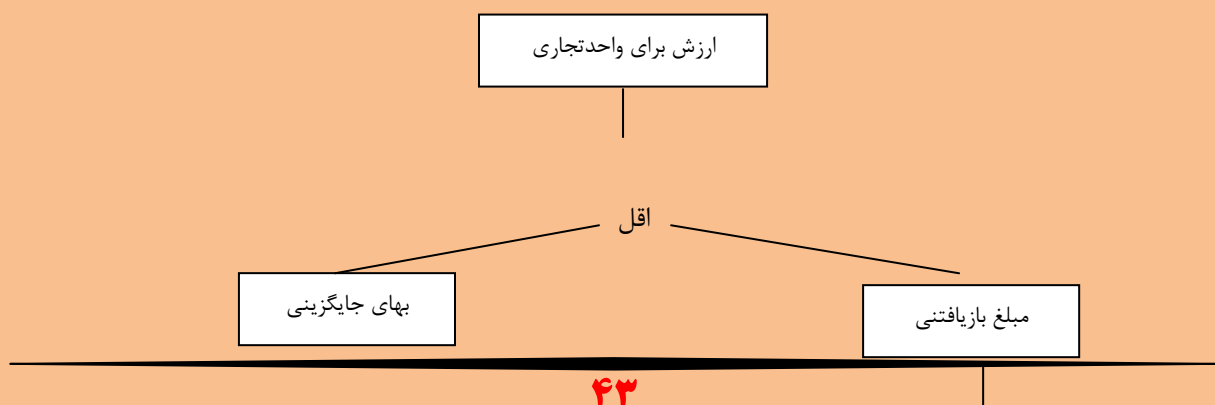 ارزش برای واحدتجاری
اقل
مبلغ بازیافتنی
بهای جایگزینی
۴۳